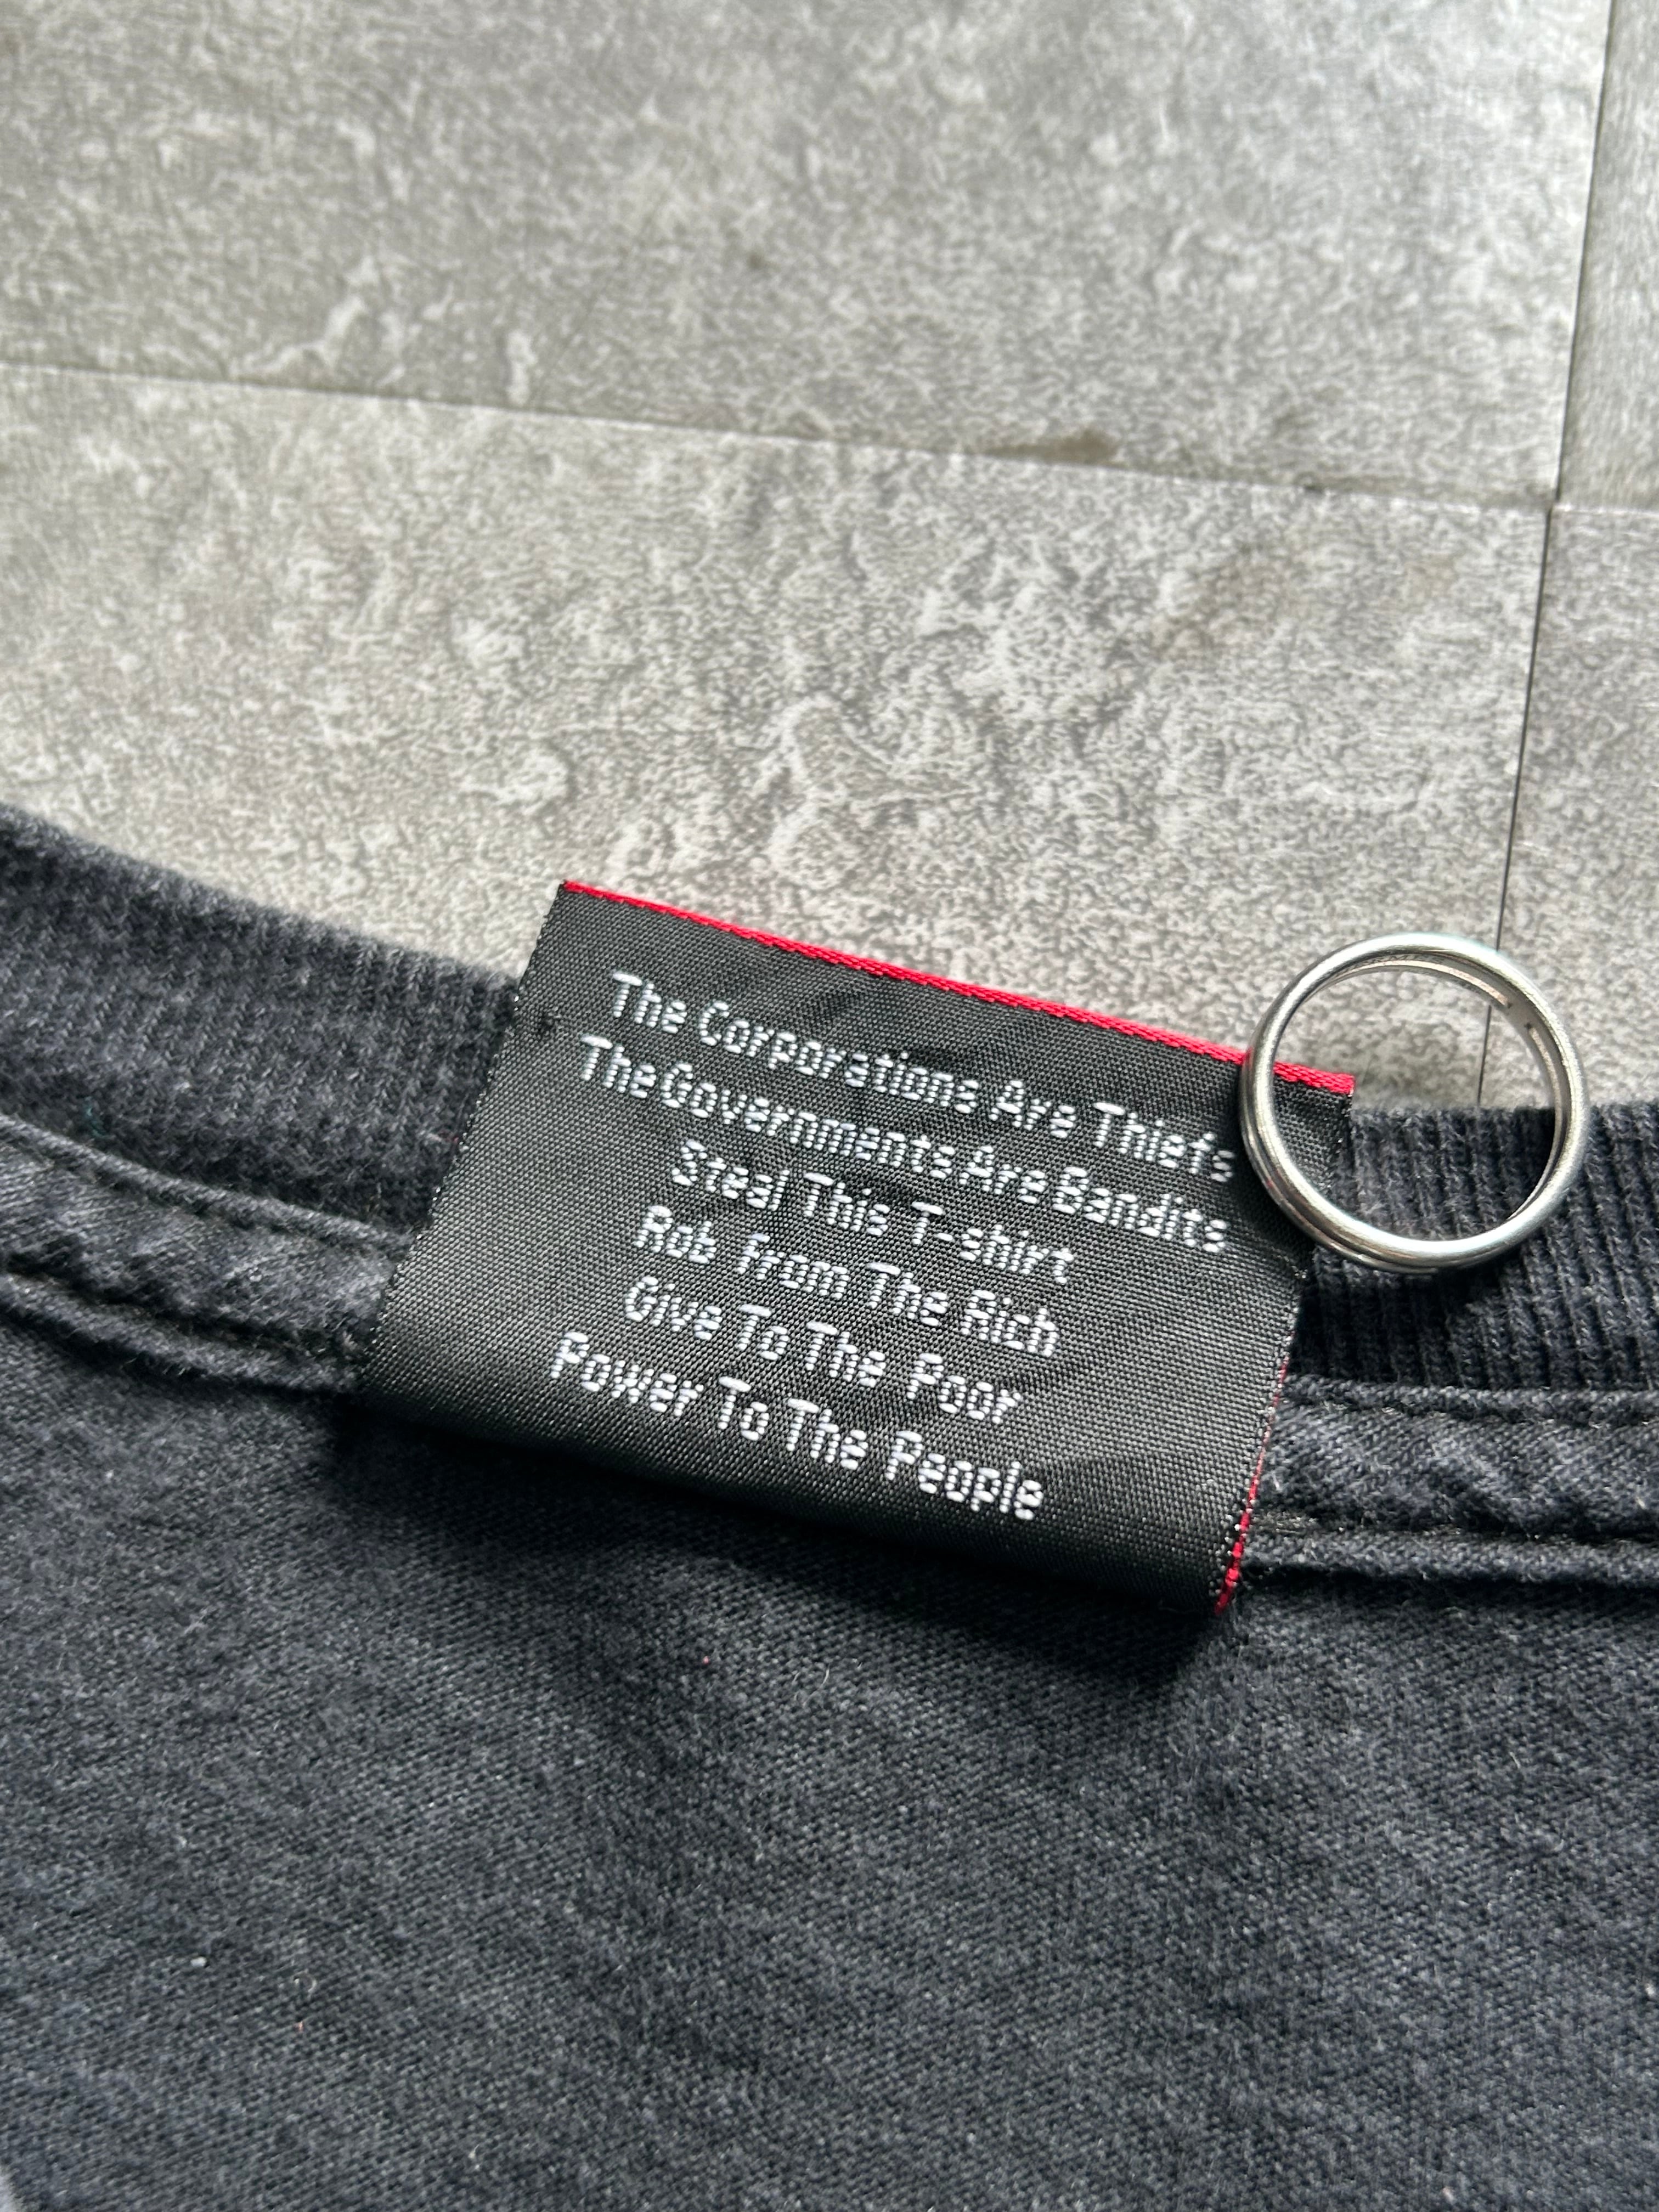 The Corporations Are Thiefs
The Governments Are Bandits
Steal This T-shirt
Rob from The Rich
Give To The Poor
Power To The People